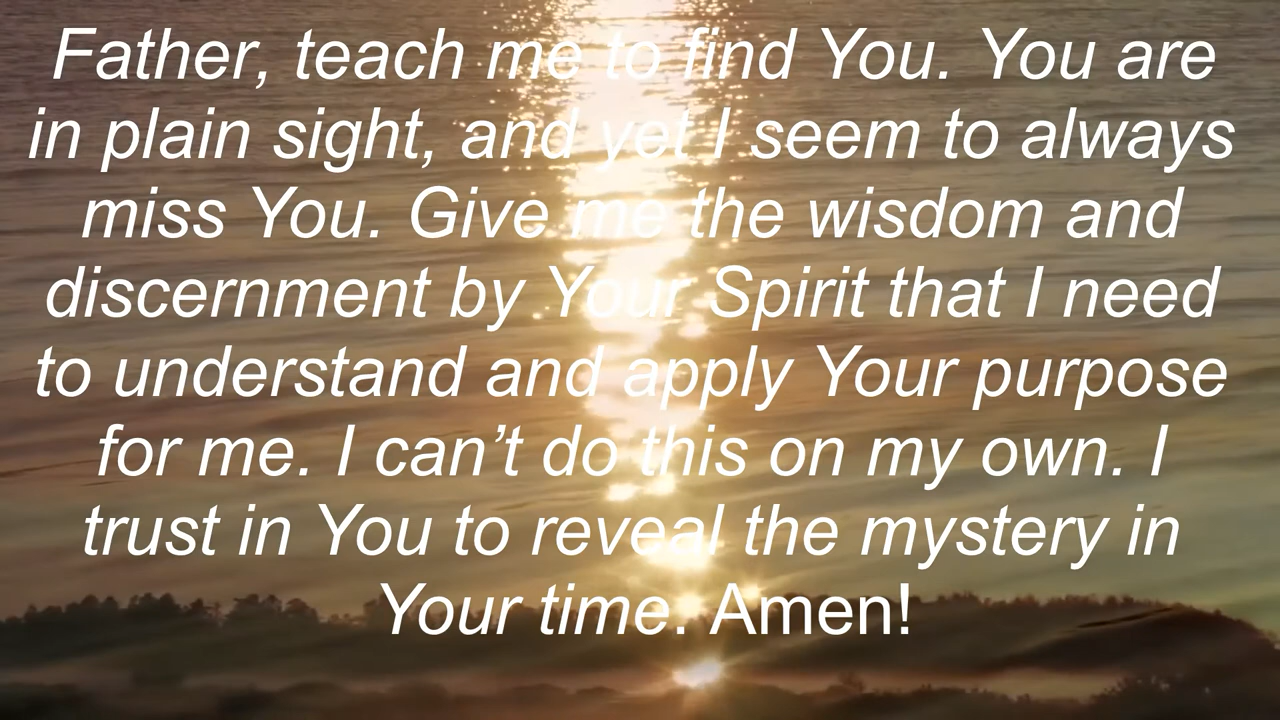 Father, teach me to find You. You are
in plain sight, and yet I seem to always
miss You. Give me the wisdom and
discernment by Your Spirit that I need
to understand and apply Your purpose
for me. I can’t do this on my own. I
trust in You to reveal the mystery in
Your time. Amen!